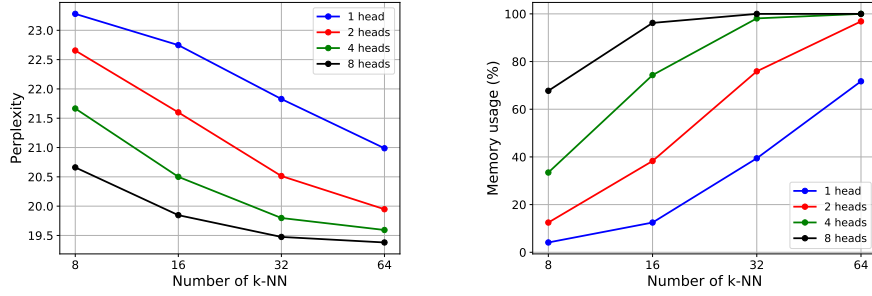 23.0
22.5
22.0
21.5
21.0
20.5
20.0
19.5
Perplexity
8
16
32
64
Number of k-NN
1 head
2 heads
4 heads
8 heads
100
80
60
40
20
0
Memory usage (%)
8
16
32
64
Number of k-NN
1 head
2 heads
4 heads
8 heads